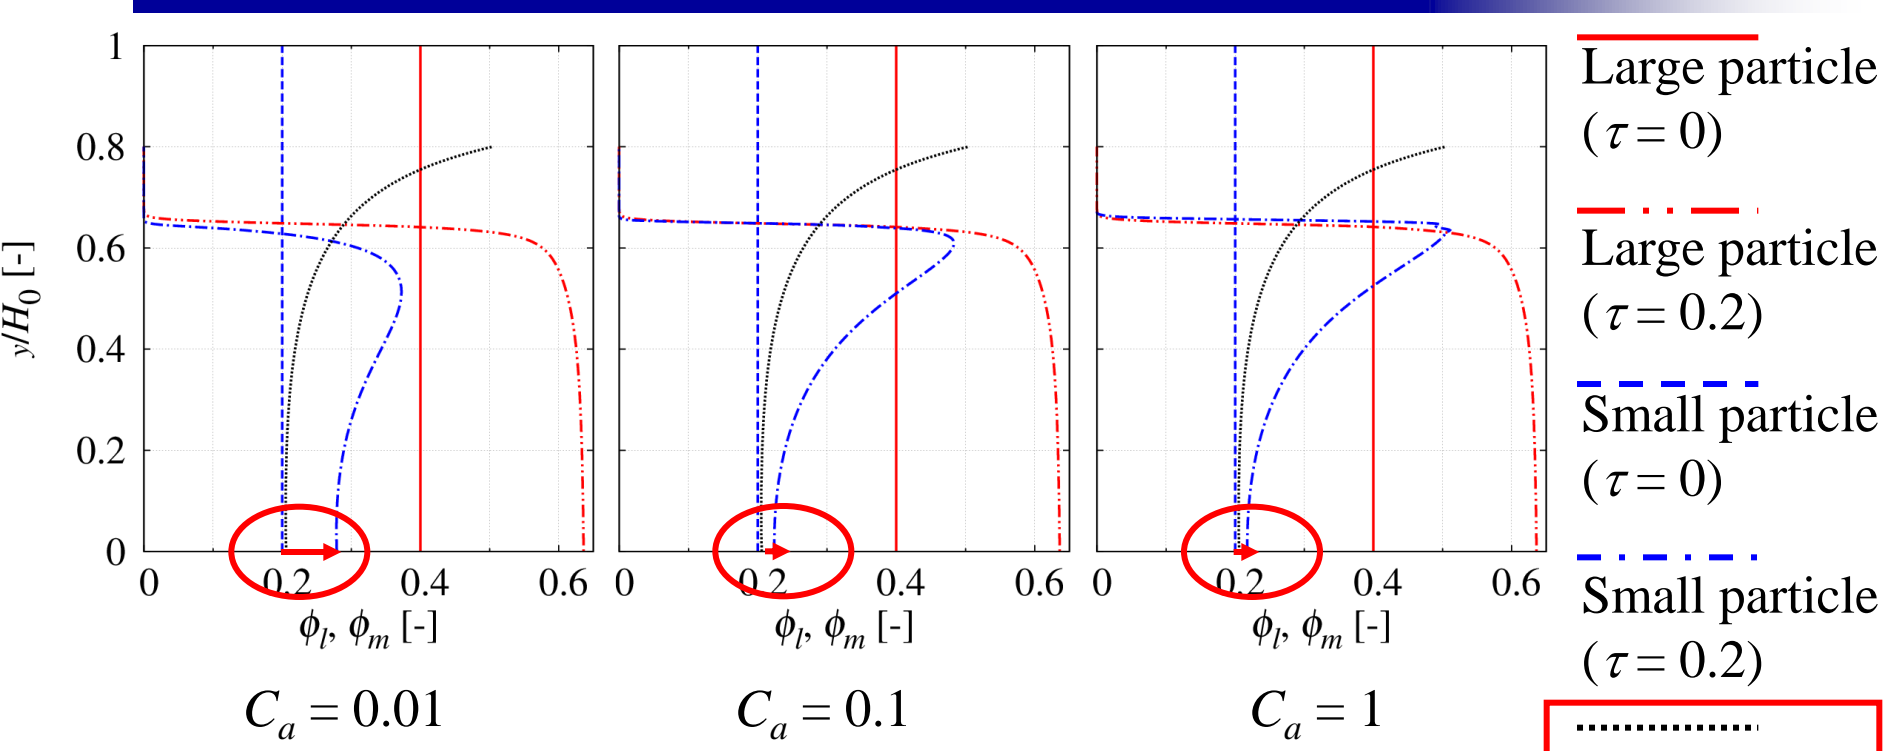 1
0.8
0.6
0.4
0.2
0
y/H0 [-]
0 0.2 0.4 0.6
0 0.2 0.4 0.6
0 0.2 0.4 0.6
ϕl, ϕm [-]
ϕl, ϕm [-]
ϕl, ϕm [-]
Ca = 0.01
Ca = 0.1
Ca = 1
Large particle
(τ = 0)
Large particle
(τ = 0.2)
Small particle
(τ = 0)
Small particle
(τ = 0.2)